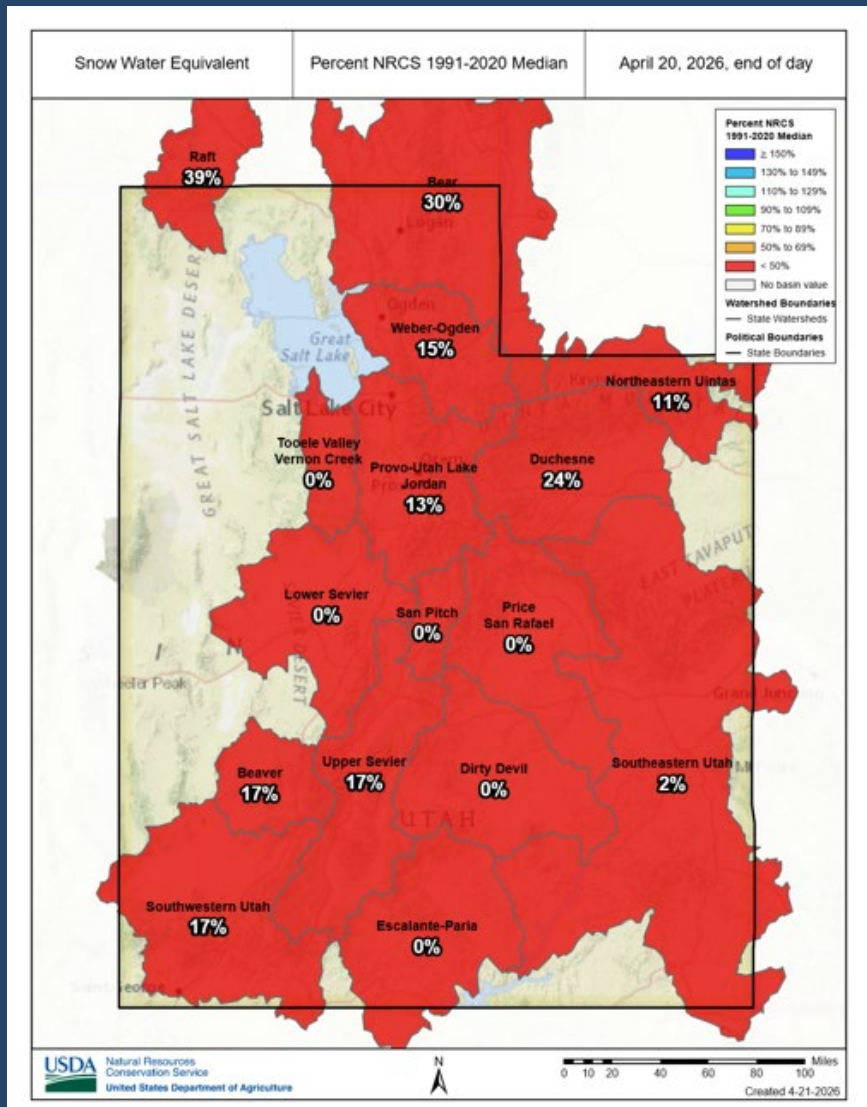 Snow Water Equivalent
Percent NRCS 1991-2020 Median
April 20, 2026, end of day
Percent NRCS
1991-2020 Median
≥ 150%
130% to 149%
110% to 129%
90% to 109%
70% to 89%
50% to 69%
< 50%
No basin value
Watershed Boundaries
State Watersheds
Political Boundaries
State Boundaries
Raft
39%
Bear
30%
Logan
Ogden
Weber-Ogden
15%
Great
Salt Lake
GREAT SALT LAKE DESERT
Northeastern Uintas
11%
Salt Lake City
Tooele Valley
Vernon Creek
0%
Provo-Utah Lake
Jordan
13%
Duchesne
24%
EAST TAVAPUT
PLATEAU
Lower Sevier
0%
San Pitch
0%
Price
San Rafael
0%
SEVIER DESERT
Grand Junction
Beaver
17%
Upper Sevier
17%
Dirty Devil
0%
Southeastern Utah
2%
UTAH
Southwestern Utah
17%
Escalante-Paria
0%
USDA
Natural Resources
Conservation Service
United States Department of Agriculture
N
Miles
0 10 20 40 60 80 100
Created 4-21-2026